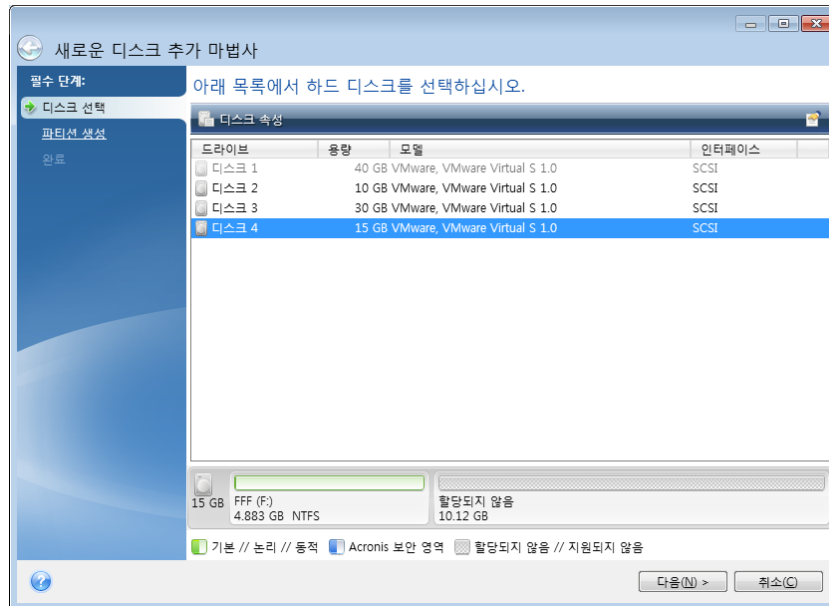 새로운 디스크 추가 마법사
필수 단계:
디스크 선택
파티션 생성
완료
아래 목록에서 하드 디스크를 선택하십시오.
디스크 속성
드라이브 용량 모델 인터페이스
디스크 1 40 GB VMware, VMware Virtual S 1.0 SCSI
디스크 2 10 GB VMware, VMware Virtual S 1.0 SCSI
디스크 3 30 GB VMware, VMware Virtual S 1.0 SCSI
디스크 4 15 GB VMware, VMware Virtual S 1.0 SCSI
15 GB
FFF (F:)
4.883 GB NTFS
할당되지 않음
10.12 GB
기본 // 논리 // 동적 Acronis 보안 영역 할당되지 않음 // 지원되지 않음
다음(N) > 취소(C)